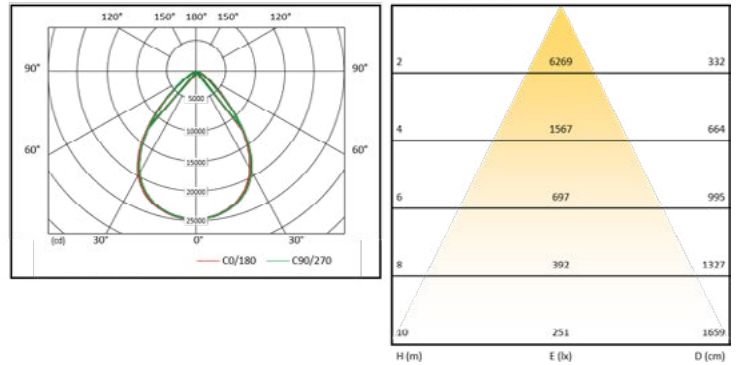 120° 150° 180° 150° 120°
90° 90°
5000
10000
60° 60°
15000
20000
25000
(cd) 30° 0° 30°
C0/180 C90/270
2 6269 332
4 1567 664
6 697 995
8 392 1327
10 251 1659
H (m) E (lx) D (cm)